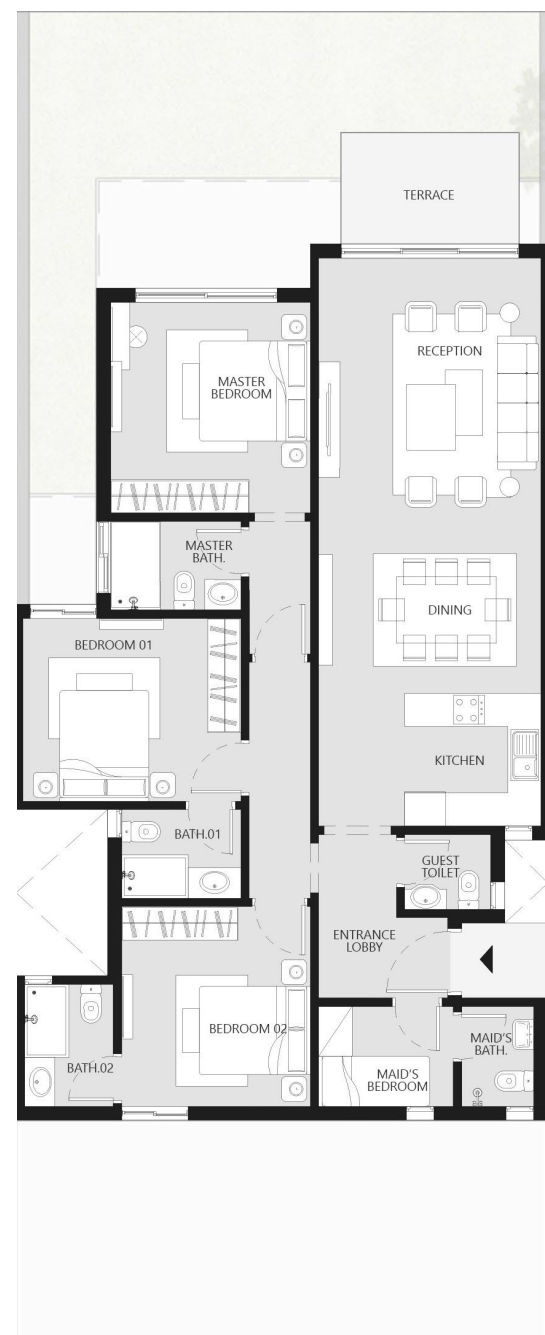 TERRACE
RECEPTION
MASTER
BEDROOM
MASTER
BATH.
DINING
BEDROOM 01
KITCHEN
BATH.01
GUEST
TOILET
ENTRANCE
LOBBY
BEDROOM 02
BATH.02
MAID'S
BATH.
MAID'S
BEDROOM